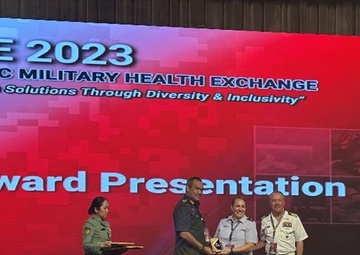 E 2023
C MILITARY HEALTH EXCHANGE
Solutions Through Diversity & Inclusivity"
ward Presentation